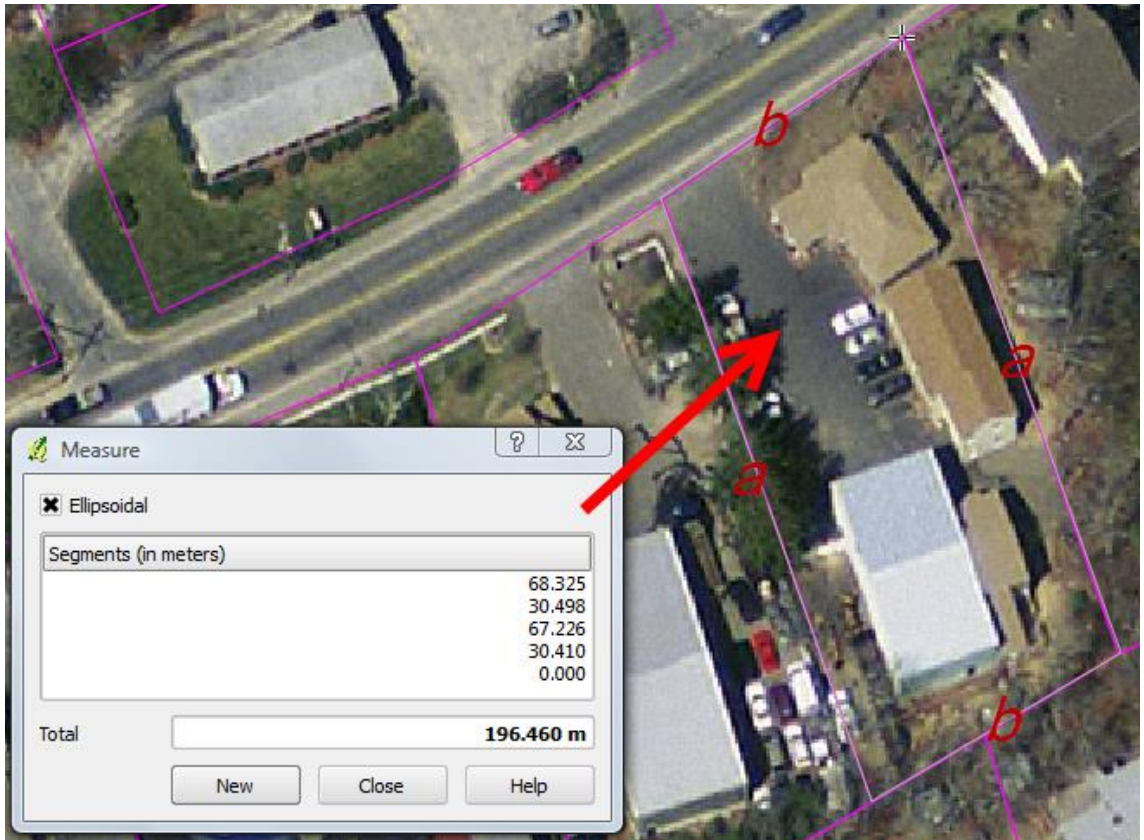 b
a
a
b
Measure
Ellipsoidal
Segments (in meters)
68.325
30.498
67.226
30.410
0.000
Total 196.460 m
New Close Help